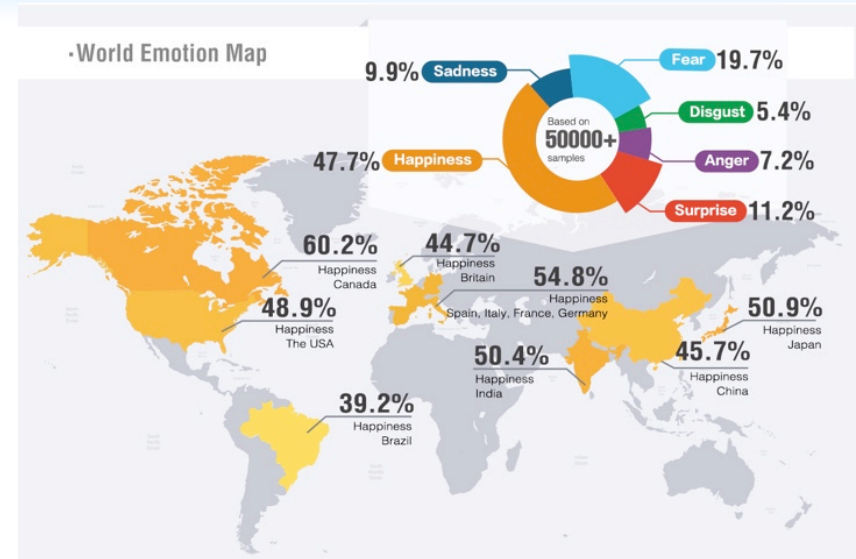 ·World Emotion Map
9.9% Sadness
Fear 19.7%
Disgust 5.4%
Based on
50000+
samples
47.7% Happiness
Anger 7.2%
Surprise 11.2%
60.2%
Happiness
Canada
44.7%
Happiness
Britain
54.8%
Happiness
Spain, Italy, France, Germany
48.9%
Happiness
The USA
50.9%
Happiness
Japan
50.4%
Happiness
India
45.7%
Happiness
China
39.2%
Happiness
Brazil